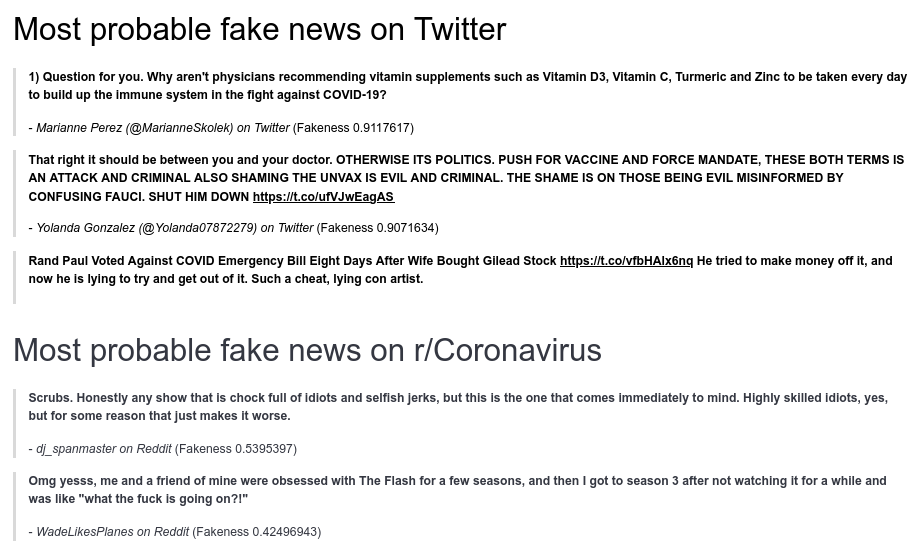 Most probable fake news on Twitter
1) Question for you. Why aren't physicians recommending vitamin supplements such as Vitamin D3, Vitamin C, Turmeric and Zinc to be taken every day
to build up the immune system in the fight against COVID-19?
- Marianne Perez (@MarianneSkolek) on Twitter (Fakeness 0.9117617)
That right it should be between you and your doctor. OTHERWISE ITS POLITICS. PUSH FOR VACCINE AND FORCE MANDATE, THESE BOTH TERMS IS
AN ATTACK AND CRIMINAL ALSO SHAMING THE UNVAX IS EVIL AND CRIMINAL. THE SHAME IS ON THOSE BEING EVIL MISINFORMED BY
CONFUSING FAUCI. SHUT HIM DOWN https://t.co/ufVJwEagAS
- Yolanda Gonzalez (@Yolanda07872279) on Twitter (Fakeness 0.9071634)
Rand Paul Voted Against COVID Emergency Bill Eight Days After Wife Bought Gilead Stock https://t.co/vfbHAlx6nq He tried to make money off it, and
now he is lying to try and get out of it. Such a cheat, lying con artist.
Most probable fake news on r/Coronavirus
Scrubs. Honestly any show that is chock full of idiots and selfish jerks, but this is the one that comes immediately to mind. Highly skilled idiots, yes,
but for some reason that just makes it worse.
- dj_spanmaster on Reddit (Fakeness 0.5395397)
Omg yesss, me and a friend of mine were obsessed with The Flash for a few seasons, and then I got to season 3 after not watching it for a while and
was like "what the fuck is going on?!"
- WadeLikesPlanes on Reddit (Fakeness 0.42496943)